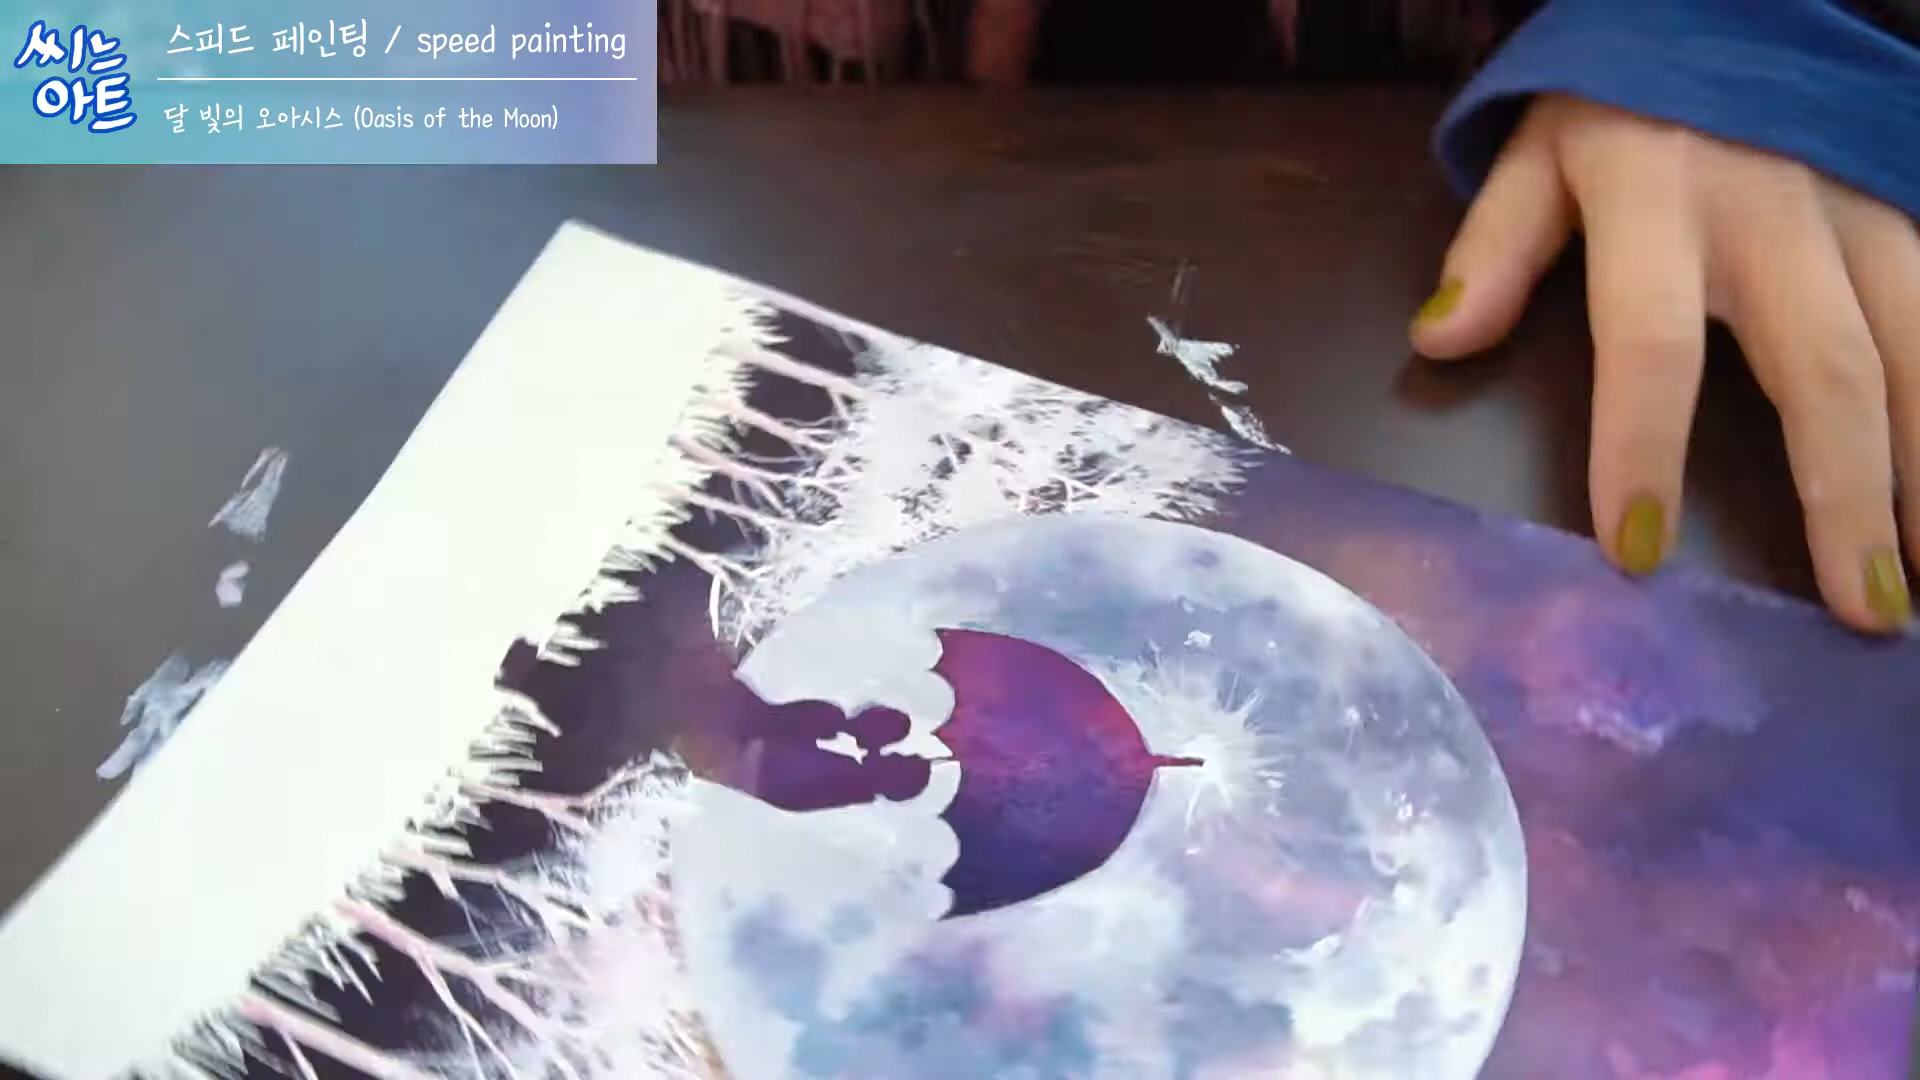 씨는
아트
스피드 페인팅 / speed painting
달 빛의 오아시스 (Oasis of the Moon)